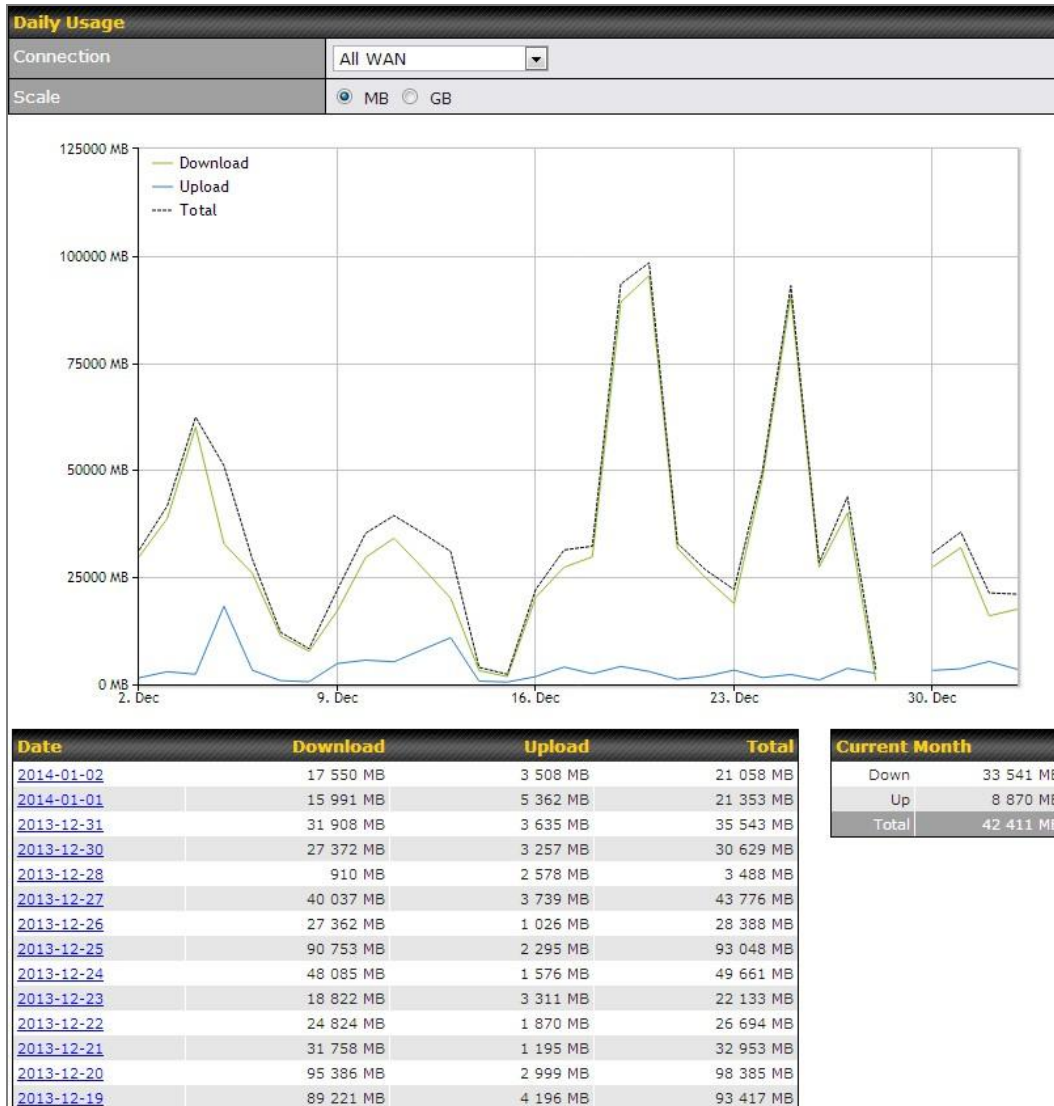 Daily Usage
Connection All WAN
Scale MB GB
125000 MB
Download
Upload
Total
100000 MB
75000 MB
50000 MB
25000 MB
0 MB
2. Dec 9. Dec 16. Dec 23. Dec 30. Dec
Date Download Upload Total
2014-01-02 17 550 MB 3 508 MB 21 058 MB
2014-01-01 15 991 MB 5 362 MB 21 353 MB
2013-12-31 31 908 MB 3 635 MB 35 543 MB
2013-12-30 27 372 MB 3 257 MB 30 629 MB
2013-12-28 910 MB 2 578 MB 3 488 MB
2013-12-27 40 037 MB 3 739 MB 43 776 MB
2013-12-26 27 362 MB 1 026 MB 28 388 MB
2013-12-25 90 753 MB 2 295 MB 93 048 MB
2013-12-24 48 085 MB 1 576 MB 49 661 MB
2013-12-23 18 822 MB 3 311 MB 22 133 MB
2013-12-22 24 824 MB 1 870 MB 26 694 MB
2013-12-21 31 758 MB 1 195 MB 32 953 MB
2013-12-20 95 386 MB 2 999 MB 98 385 MB
2013-12-19 89 221 MB 4 196 MB 93 417 MB
Current Month
Down 33 541 MB
Up 8 870 MB
Total 42 411 MB